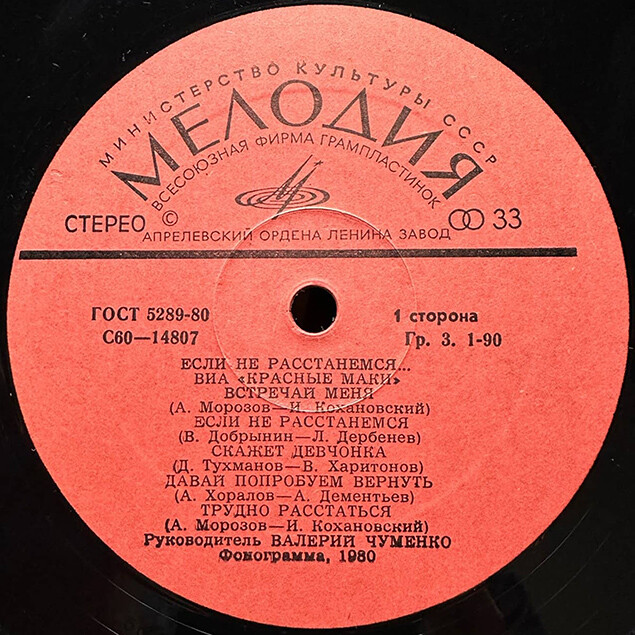 МИНИСТЕРСТВО КУЛЬТУРЫ СССР
МЕЛОДИЯ
ВСЕСОЮЗНАЯ ФИРМА ГРАМПЛАСТИНОК
СТЕРЕО © 33
АПРЕЛЕВСКИЙ ОРДЕНА ЛЕНИНА ЗАВОД
ГОСТ 5289-80 1 сторона
С60—14807 Гр. 3. 1-90
ЕСЛИ НЕ РАССТАНЕМСЯ...
ВИА «КРАСНЫЕ МАКИ»
ВСТРЕЧАЙ МЕНЯ
(А. Морозов—И. Кохановский)
ЕСЛИ НЕ РАССТАНЕМСЯ
(В. Добрынин—Л. Дербенев)
СКАЖЕТ ДЕВЧОНКА
(Д. Тухманов—В. Харитонов)
ДАВАЙ ПОПРОБУЕМ ВЕРНУТЬ
(А. Хоралов—А. Дементьев)
ТРУДНО РАССТАТЬСЯ
(А. Морозов—И. Кохановский)
Руководитель ВАЛЕРИЙ ЧУМЕНКО
Фонограмма, 1980